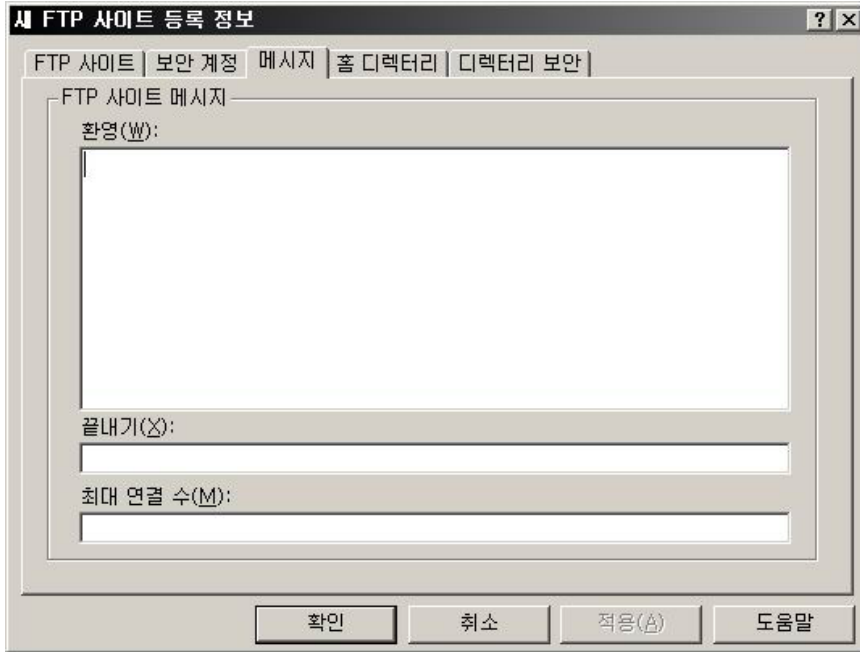 새 FTP 사이트 등록 정보
FTP 사이트 보안 계정 메시지 홈 디렉터리 디렉터리 보안
FTP 사이트 메시지
환영(W):
끝내기(X):
최대 연결 수(M):
확인 취소 적용(A) 도움말